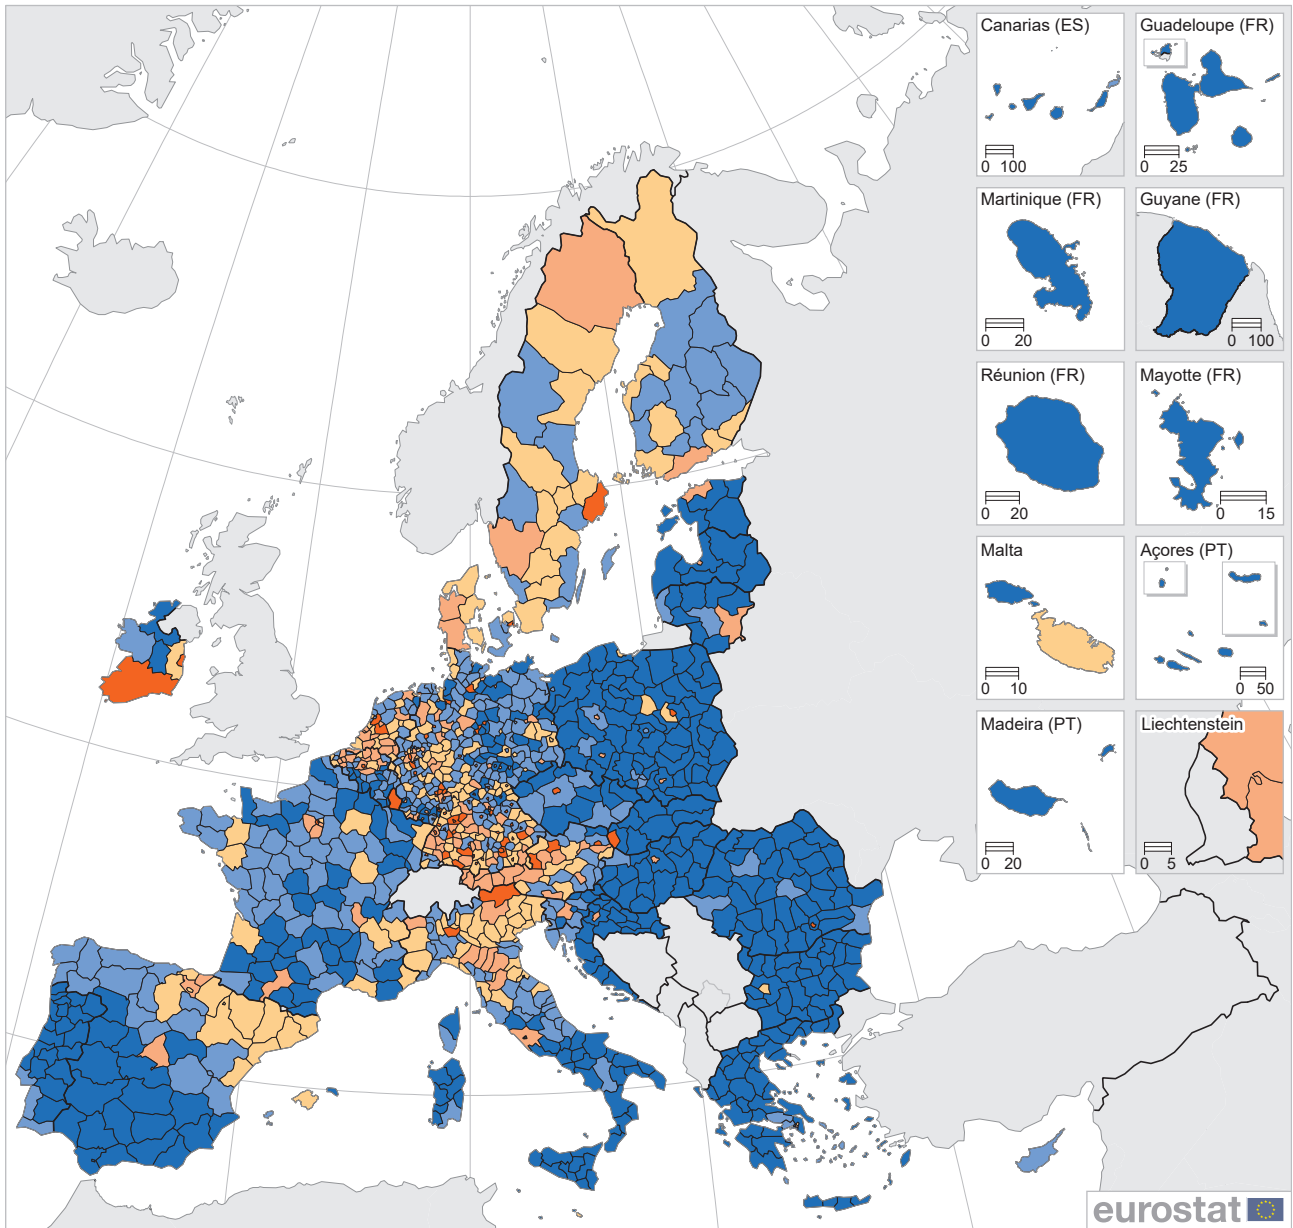 Canarias (ES)
0 100
Guadeloupe (FR)
0 25
Martinique (FR)
0 20
Guyane (FR)
0 100
Réunion (FR)
0 20
Mayotte (FR)
0 15
Malta
0 10
Açores (PT)
0 50
Madeira (PT)
0 20
Liechtenstein
0 5
eurostat